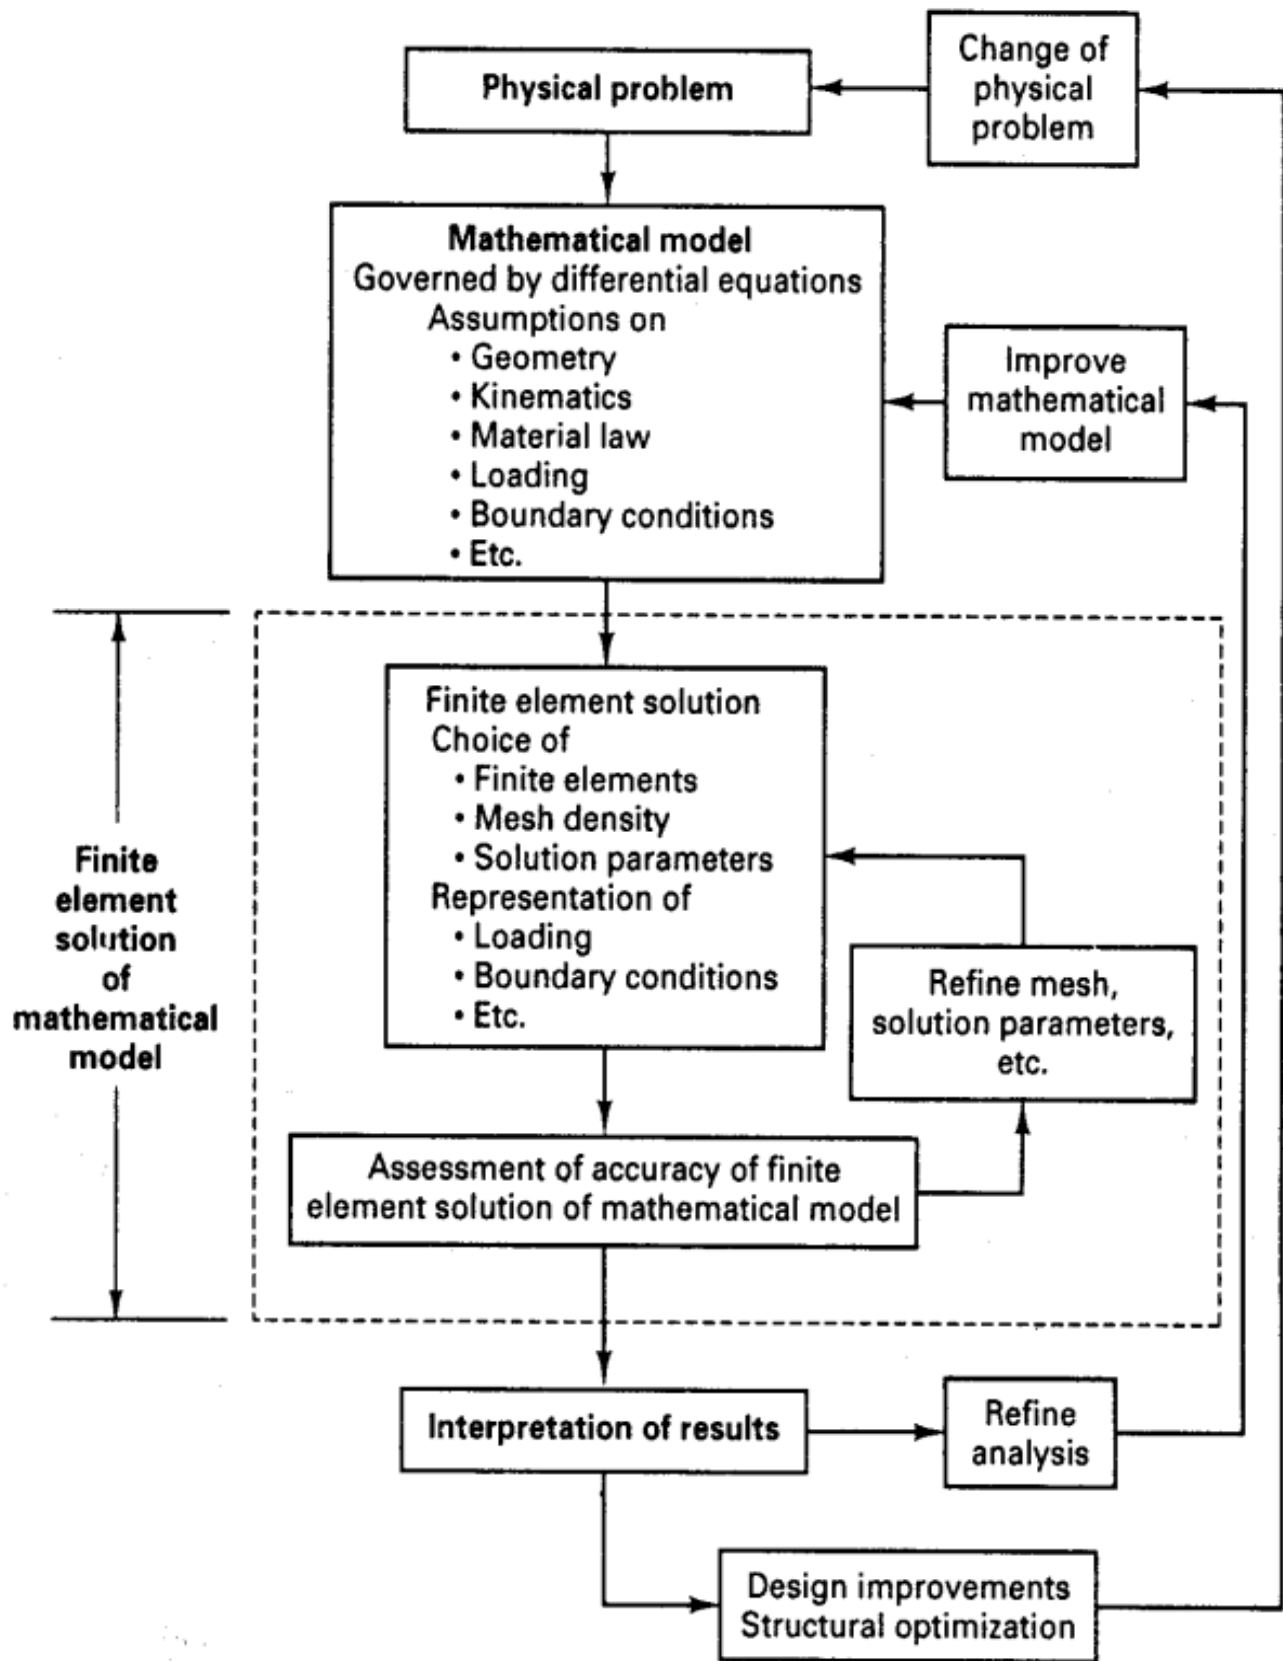 Physical problem
Change of
physical
problem
Mathematical model
Governed by differential equations
Assumptions on
• Geometry
• Kinematics
• Material law
• Loading
• Boundary conditions
• Etc.
Improve
mathematical
model
Finite
element
solution
of
mathematical
model
Finite element solution
Choice of
• Finite elements
• Mesh density
• Solution parameters
Representation of
• Loading
• Boundary conditions
• Etc.
Refine mesh,
solution parameters,
etc.
Assessment of accuracy of finite
element solution of mathematical model
Interpretation of results
Refine
analysis
Design improvements
Structural optimization